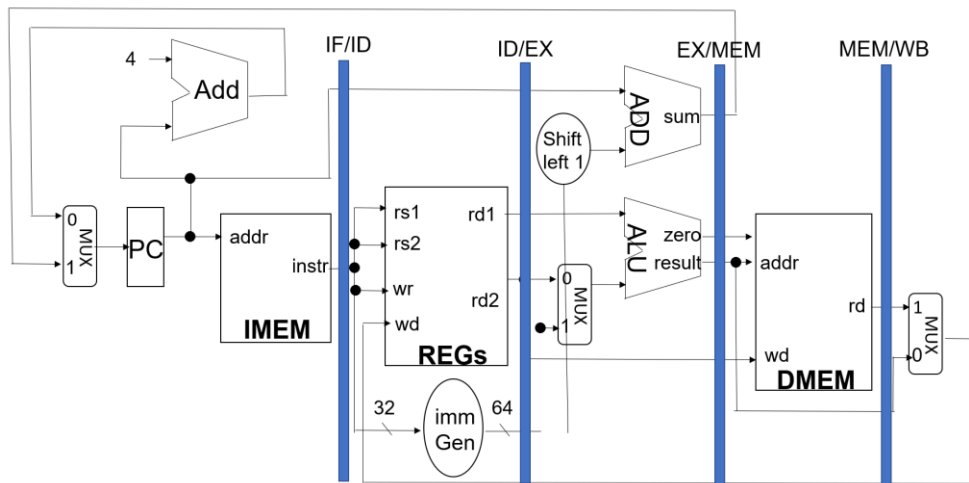 IF/ID
ID/EX
EX/MEM
MEM/WB
4
Add
ADD
sum
Shift
left 1
0
MUX
1
PC
addr
instr
IMEM
rs1
rs2
wr
wd
rd1
rd2
REGs
0
MUX
1
ALU
zero
result
addr
rd
wd
DMEM
1
MUX
0
32
imm
Gen
64